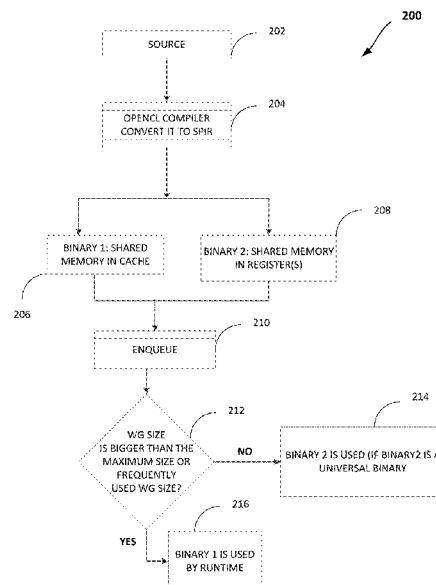 200
SOURCE
202
OPENCL COMPILER
CONVERT IT TO SPIR
204
BINARY 1: SHARED
MEMORY IN CACHE
206
BINARY 2: SHARED MEMORY
IN REGISTER(S)
208
210
ENQUEUE
212
WG SIZE
IS BIGGER THAN THE
MAXIMUM SIZE OR
FREQUENTLY
USED WG SIZE?
NO
214
BINARY 2 IS USED (IF BINARY2 IS A
UNIVERSAL BINARY
YES
216
BINARY 1 IS USED
BY RUNTIME